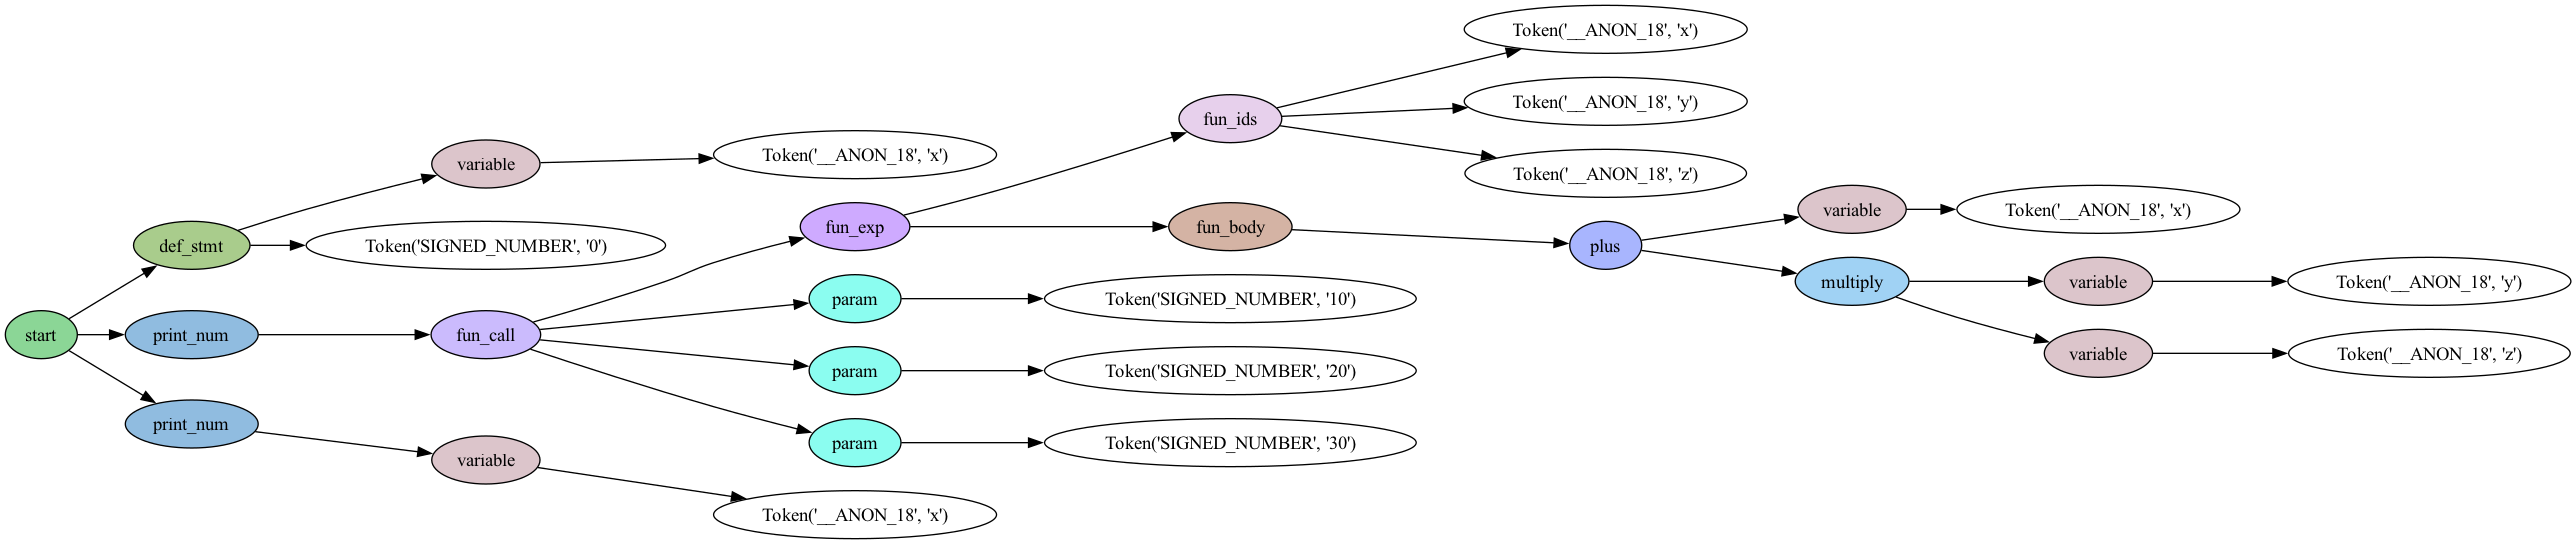 start
def_stmt
variable
Token('__ANON_18', 'x')
Token('SIGNED_NUMBER', '0')
print_num
fun_call
fun_exp
fun_ids
Token('__ANON_18', 'x')
Token('__ANON_18', 'y')
Token('__ANON_18', 'z')
fun_body
plus
variable
Token('__ANON_18', 'x')
multiply
variable
Token('__ANON_18', 'y')
variable
Token('__ANON_18', 'z')
param
Token('SIGNED_NUMBER', '10')
param
Token('SIGNED_NUMBER', '20')
param
Token('SIGNED_NUMBER', '30')
print_num
variable
Token('__ANON_18', 'x')